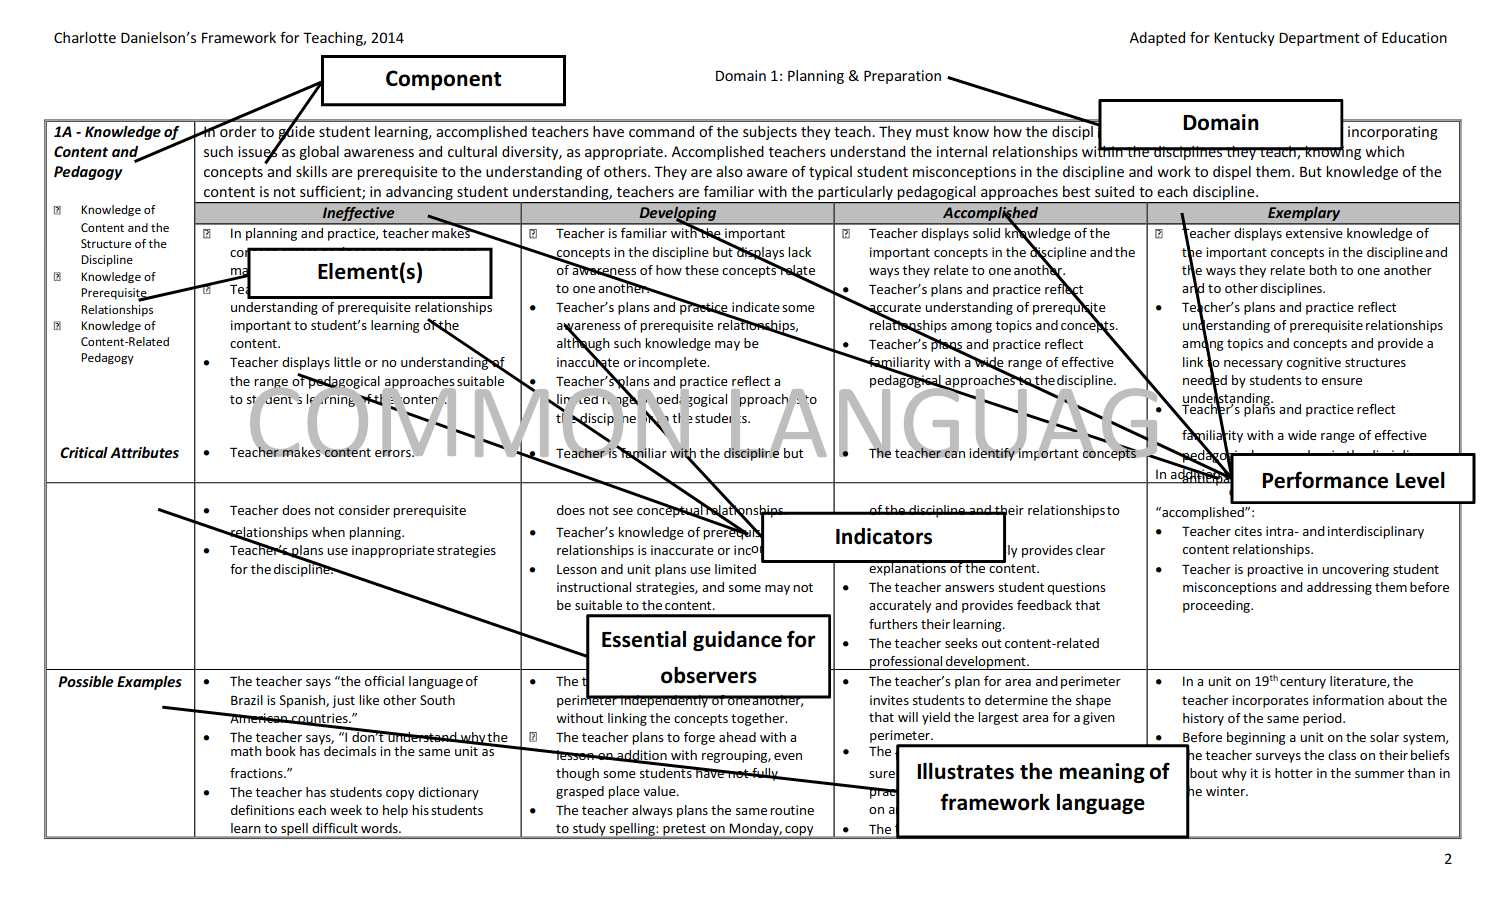 Charlotte Danielson's Framework for Teaching, 2014
Adapted for Kentucky Department of Education
Component
Domain 1: Planning & Preparation
Domain
1A - Knowledge of
Content and
Pedagogy
In order to guide student learning, accomplished teachers have command of the subjects they teach. They must know how the discipl incorporating
such issues as global awareness and cultural diversity, as appropriate. Accomplished teachers understand the internal relationships within the disciplines they teach, knowing which
concepts and skills are prerequisite to the understanding of others. They are also aware of typical student misconceptions in the discipline and work to dispel them. But knowledge of the
content is not sufficient; in advancing student understanding, teachers are familiar with the particularly pedagogical approaches best suited to each discipline.
Knowledge of
Content and the
Structure of the
Discipline
Knowledge of
Prerequisite
Relationships
Knowledge of
Content-Related
Pedagogy
Element(s)
Ineffective
In planning and practice, teacher makes
understanding of prerequisite relationships
important to student's learning of the
content.
• Teacher displays little or no understanding of
the range of pedagogical approaches suitable
to student's learning of the content.
Developing
Teacher is familiar with the important
concepts in the discipline but displays lack
of awareness of how these concepts relate
to one another.
• Teacher's plans and practice indicate some
awareness of prerequisite relationships,
although such knowledge may be
inaccurate or incomplete.
• Teacher's plans and practice reflect a
limited range of pedagogical approaches to
the discipline or to the students.
Accomplished
Teacher displays solid knowledge of the
important concepts in the discipline and the
ways they relate to one another.
• Teacher's plans and practice reflect
accurate understanding of prerequisite
relationships among topics and concepts.
• Teacher's plans and practice reflect
familiarity with a wide range of effective
pedagogical approaches to the discipline.
Exemplary
Teacher displays extensive knowledge of
the important concepts in the discipline and
the ways they relate both to one another
and to other disciplines.
• Teacher's plans and practice reflect
understanding of prerequisite relationships
among topics and concepts and provide a
link to necessary cognitive structures
needed by students to ensure
understanding.
• Teacher's plans and practice reflect
familiarity with a wide range of effective
COMMON LANGUAG
Performance Level
Critical Attributes
• Teacher makes content errors.
• Teacher does not consider prerequisite
relationships when planning.
• Teacher's plans use inappropriate strategies
for the discipline.
• Teacher is familiar with the discipline but
does not see conceptual relationships.
• Teacher's knowledge of prerequis
relationships is inaccurate or inco
• Lesson and unit plans use limited
instructional strategies, and some may not
be suitable to the content.
Indicators
• The teacher can identify important concepts
of the discipline and their relationships to
ly provides clear
explanations of the content.
• The teacher answers student questions
accurately and provides feedback that
furthers their learning.
• The teacher seeks out content-related
professional development.
"accomplished":
• Teacher cites intra- and interdisciplinary
content relationships.
• Teacher is proactive in uncovering student
misconceptions and addressing them before
proceeding.
Essential guidance for
observers
Possible Examples
• The teacher says "the official language of
Brazil is Spanish, just like other South
American countries."
• The teacher says, "I don't understand why the
math book has decimals in the same unit as
fractions."
• The teacher has students copy dictionary
definitions each week to help his students
learn to spell difficult words.
• The t
perimeter independently of one another,
without linking the concepts together.
The teacher plans to forge ahead with a
lesson on addition with regrouping, even
though some students have not fully
grasped place value.
• The teacher always plans the same routine
to study spelling: pretest on Monday, copy
• The teacher's plan for area and perimeter
invites students to determine the shape
that will yield the largest area for a given
perimeter.
• The
sure
prac
on a
• The
Illustrates the meaning of
framework language
• In a unit on 19th century literature, the
teacher incorporates information about the
history of the same period.
• Before beginning a unit on the solar system,
the teacher surveys the class on their beliefs
about why it is hotter in the summer than in
the winter.
2